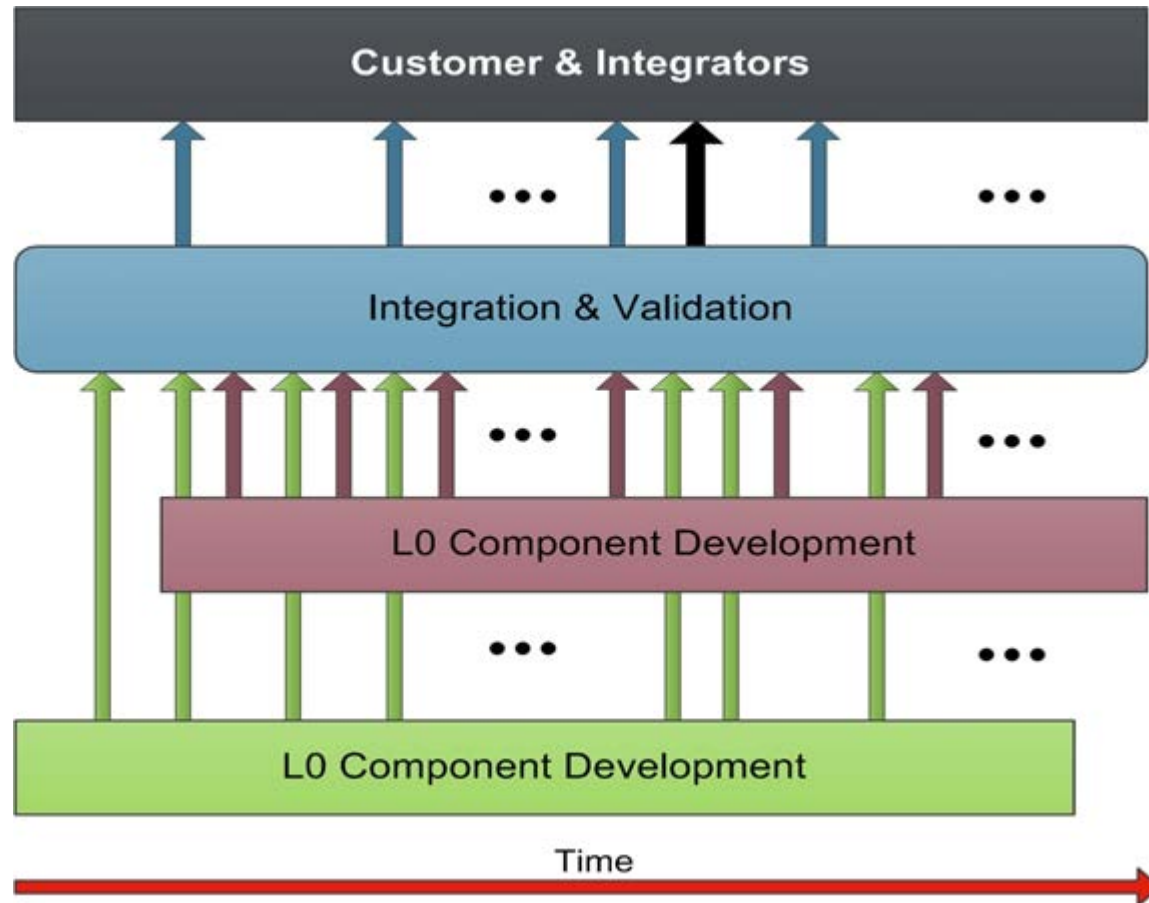 Customer & Integrators
Integration & Validation
L0 Component Development
L0 Component Development
Time